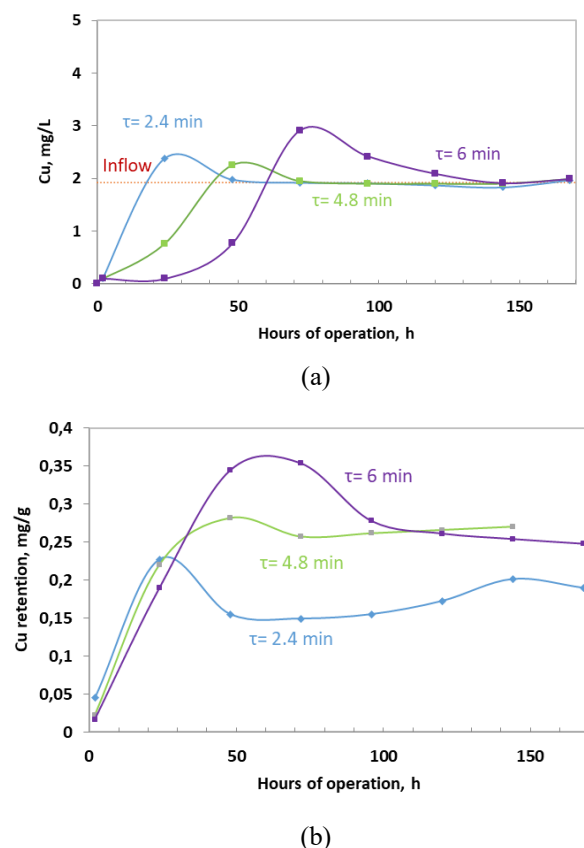 5
4
3
2
1
0
0
50
100
150
Cu, mg/L
Hours of operation, h
τ= 2.4 min
Inflow
τ= 6 min
τ= 4.8 min
(a)
0,4
0,35
0,3
0,25
0,2
0,15
0,1
0,05
0
0
50
100
150
Cu retention, mg/g
Hours of operation, h
τ= 6 min
τ= 4.8 min
τ= 2.4 min
(b)